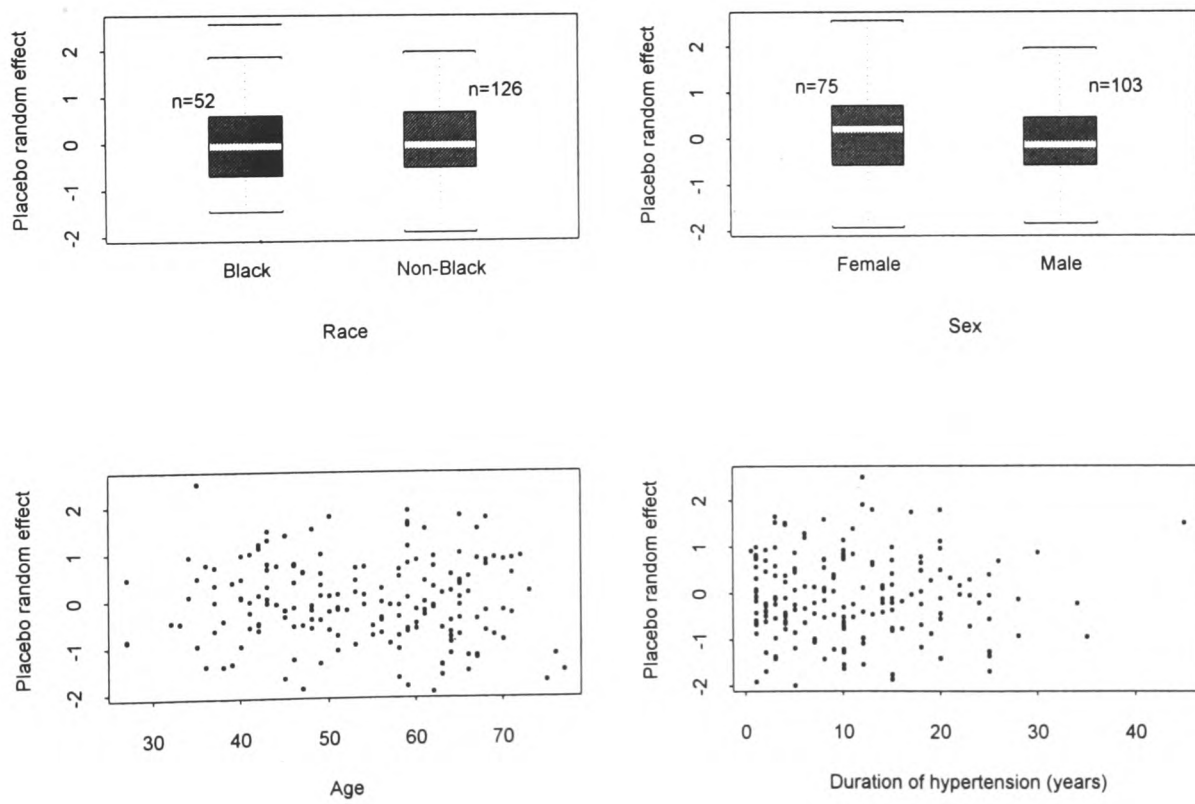 Placebo random effect
2
1
0
-1
-2
n=52
n=126
Black
Non-Black
Race
Placebo random effect
2
1
0
-1
-2
n=75
n=103
Female
Male
Sex
Placebo random effect
2
1
0
-1
-2
30
40
50
60
70
Age
Placebo random effect
2
1
0
-1
-2
0
10
20
30
40
Duration of hypertension (years)